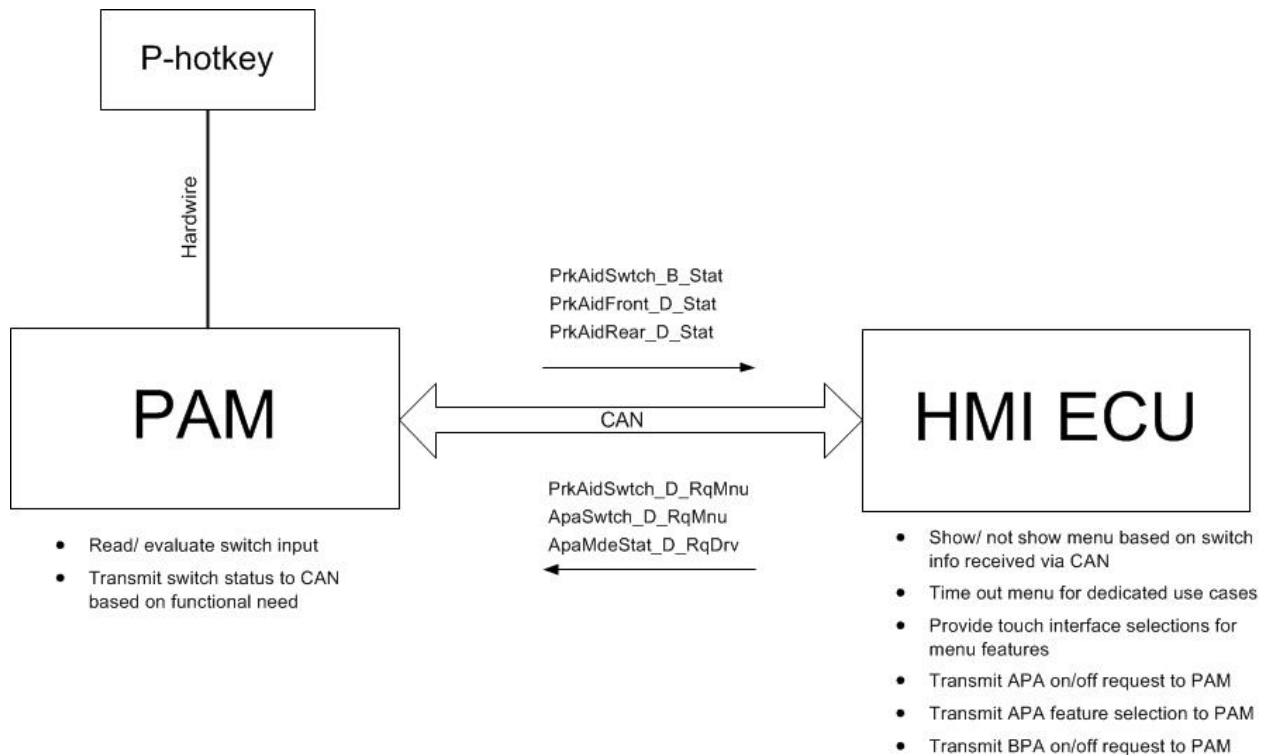 P-hotkey
Hardwire
PrkAidSwtch_B_Stat
PrkAidFront_D_Stat
PrkAidRear_D_Stat
PAM
CAN
HMI ECU
PrkAidSwtch_D_RqMnu
ApaSwtch_D_RqMnu
ApaMdeStat_D_RqDrv
• Read/ evaluate switch input
• Transmit switch status to CAN
based on functional need
• Show/ not show menu based on switch
info received via CAN
• Time out menu for dedicated use cases
• Provide touch interface selections for
menu features
• Transmit APA on/off request to PAM
• Transmit APA feature selection to PAM
• Transmit BPA on/off request to PAM